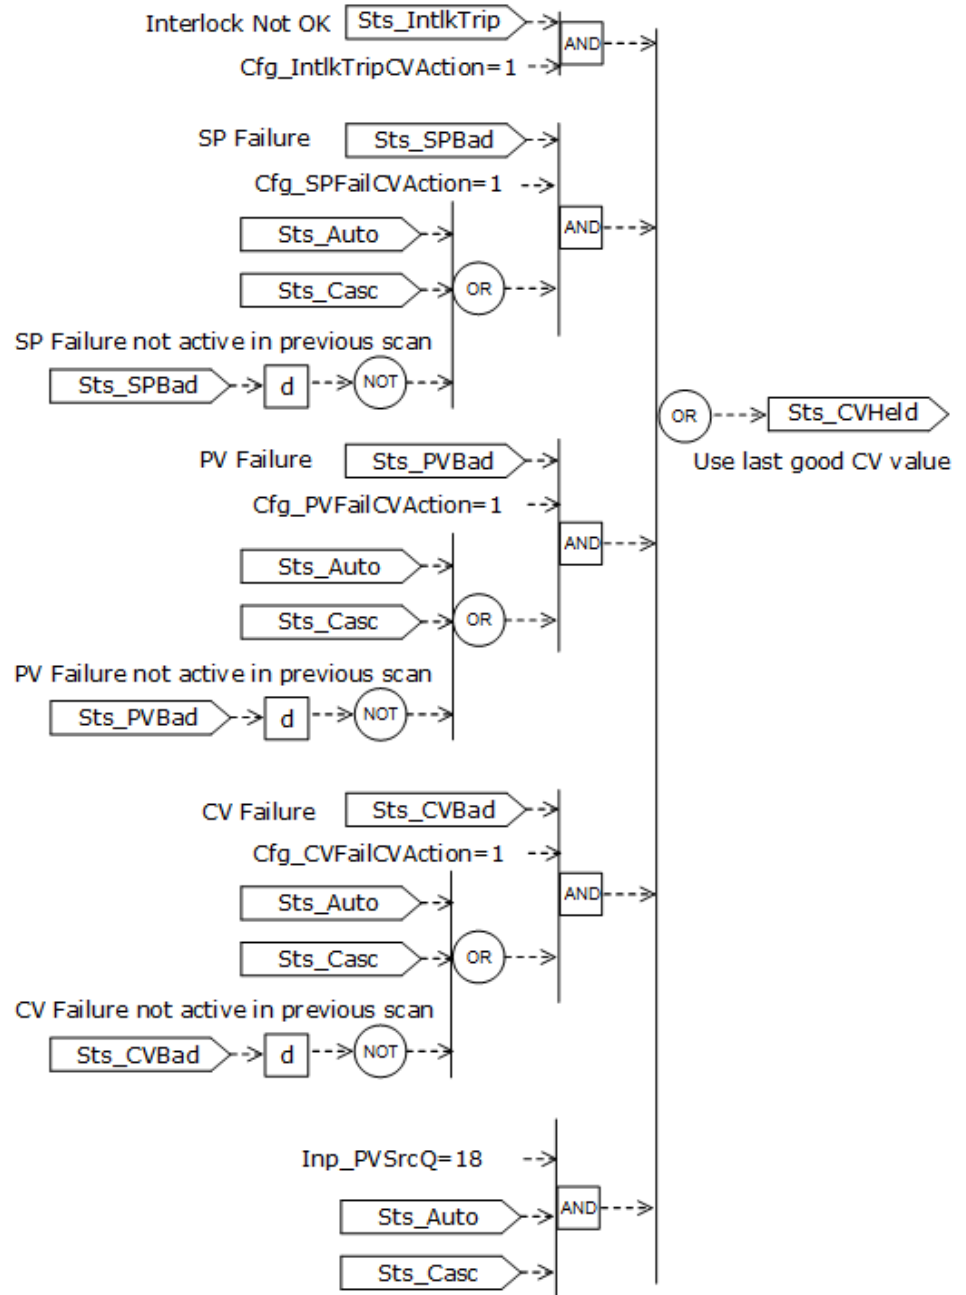 Interlock Not OK Sts_IntlkTrip
AND
Cfg_IntlkTripCVAction=1
SP Failure Sts_SPBad
Cfg_SPFailCVAction=1
Sts_Auto
AND
Sts_Casc
OR
SP Failure not active in previous scan
Sts_SPBad d NOT
OR
Sts_CVHeld
Use last good CV value
PV Failure Sts_PVBad
Cfg_PVFailCVAction=1
AND
Sts_Auto
Sts_Casc
OR
PV Failure not active in previous scan
Sts_PVBad d NOT
CV Failure Sts_CVBad
Cfg_CVFailCVAction=1
AND
Sts_Auto
Sts_Casc
OR
CV Failure not active in previous scan
Sts_CVBad d NOT
Inp_PVSrcQ=18
Sts_Auto
AND
Sts_Casc